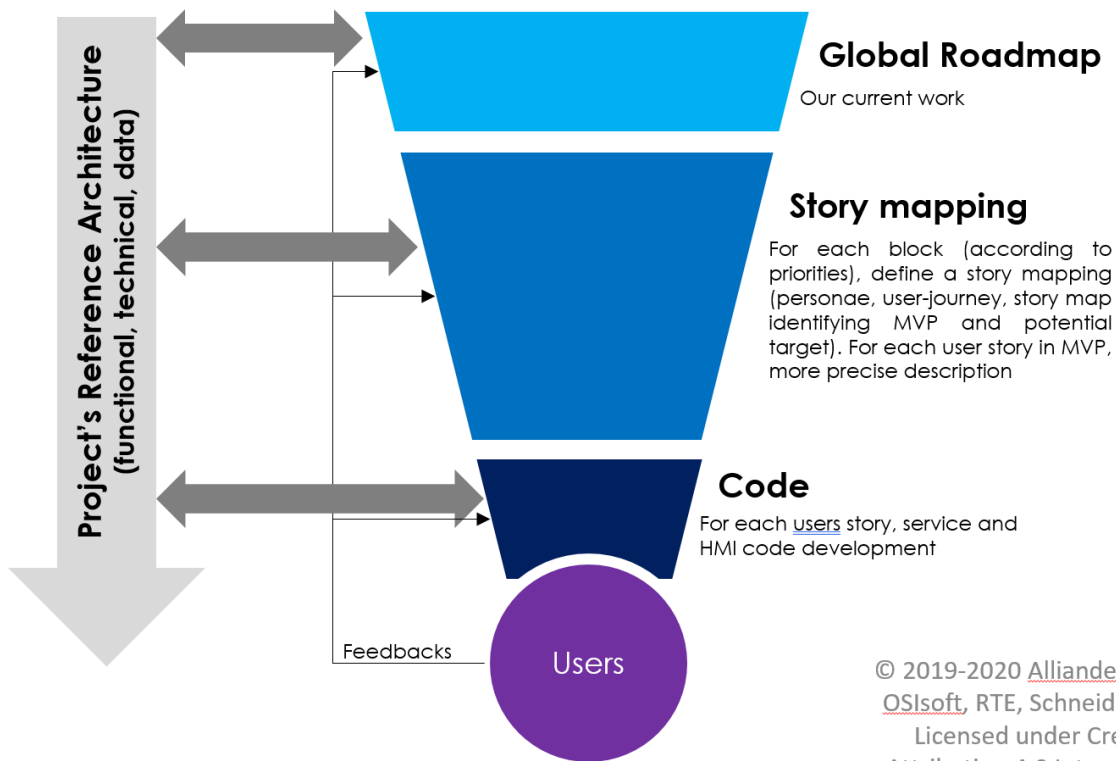 Project's Reference Architecture
(functional, technical, data)
Global Roadmap
Our current work
Story mapping
For each block (according to
priorities), define a story mapping
(personae, user-journey, story map
identifying MVP and potential
target). For each user story in MVP,
more precise description
Code
For each users story, service and
HMI code development
Feedbacks
Users
© 2019-2020 Alliande
OSIsoft, RTE, Schneid
Licensed under Cre